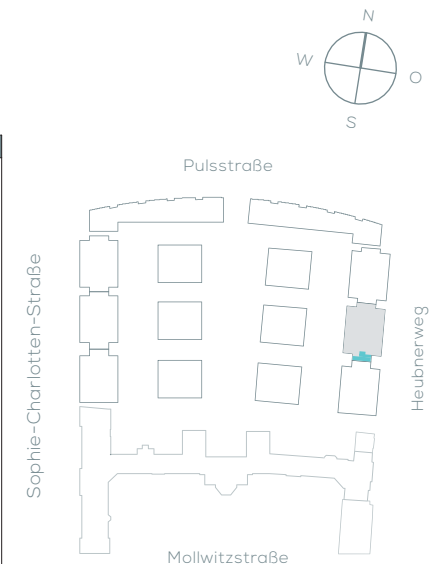 N
W
O
S
Pulsstraße
Sophie-Charlotten-Straße
Heubnerweg
Mollwitzstraße